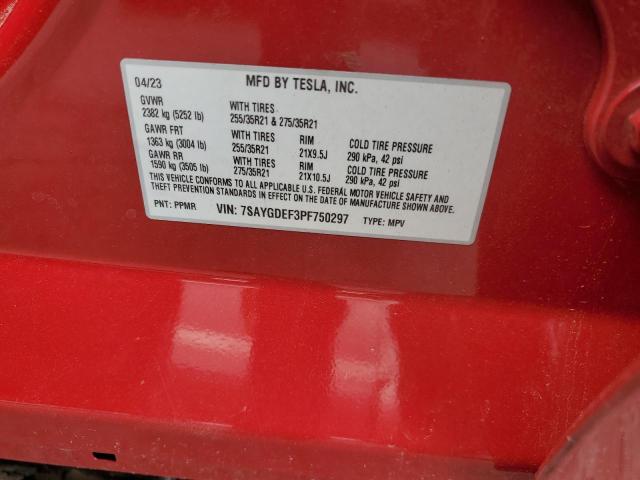 04/23 MFD BY TESLA, INC.
GVWR WITH TIRES
2382 kg (5252 lb) 255/35R21 & 275/35R21
GAWR FRT WITH TIRES RIM COLD TIRE PRESSURE
1363 kg (3004 lb) 255/35R21 21X9.5J 290 kPa, 42 psi
GAWR RR WITH TIRES RIM COLD TIRE PRESSURE
1590 kg (3505 lb) 275/35R21 21X10.5J 290 kPa, 42 psi
THIS VEHICLE CONFORMS TO ALL APPLICABLE U.S. FEDERAL MOTOR VEHICLE SAFETY AND
THEFT PREVENTION STANDARDS IN EFFECT ON THE DATE OF MANUFACTURE SHOWN ABOVE.
PNT: PPMR VIN: 7SAYGDEF3PF750297 TYPE: MPV